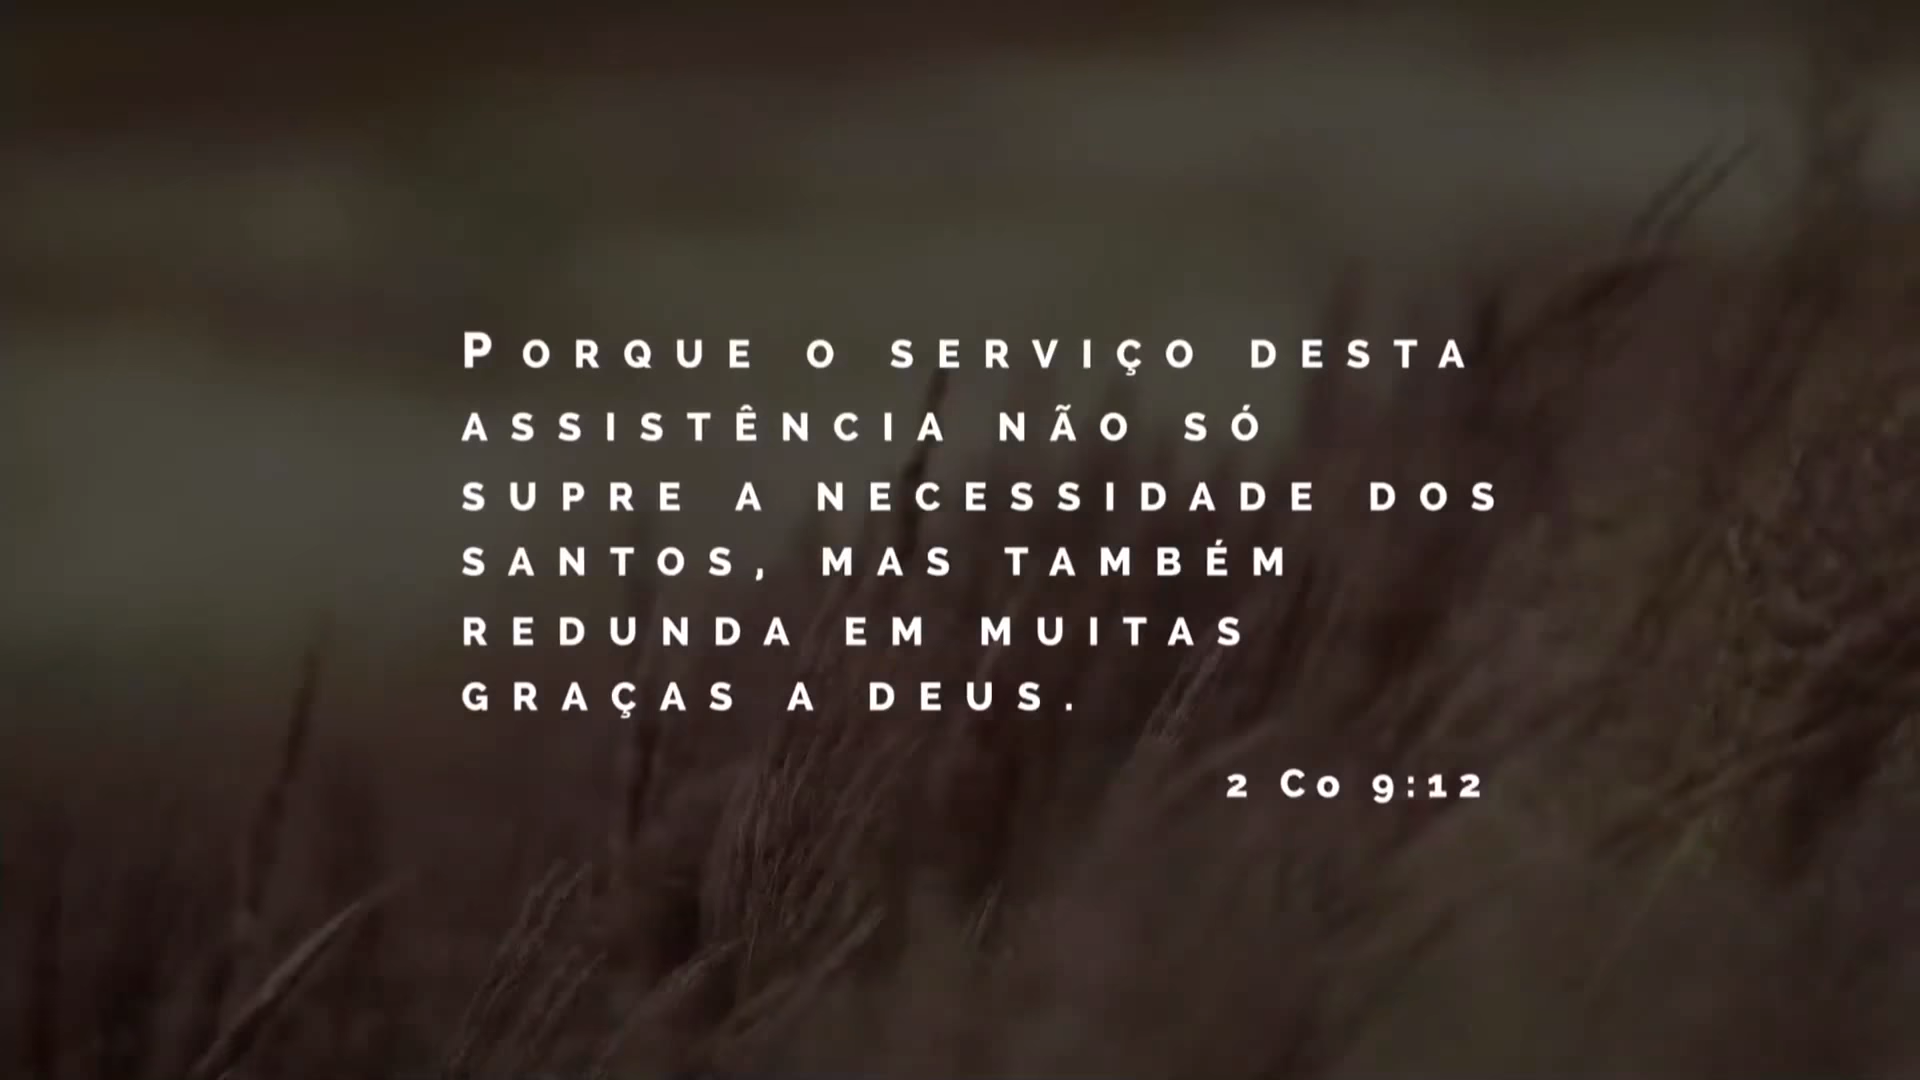 Porque o serviço desta
assistência não só
supre a necessidade dos
santos, mas também
redunda em muitas
graças a Deus.
2 Co 9:12